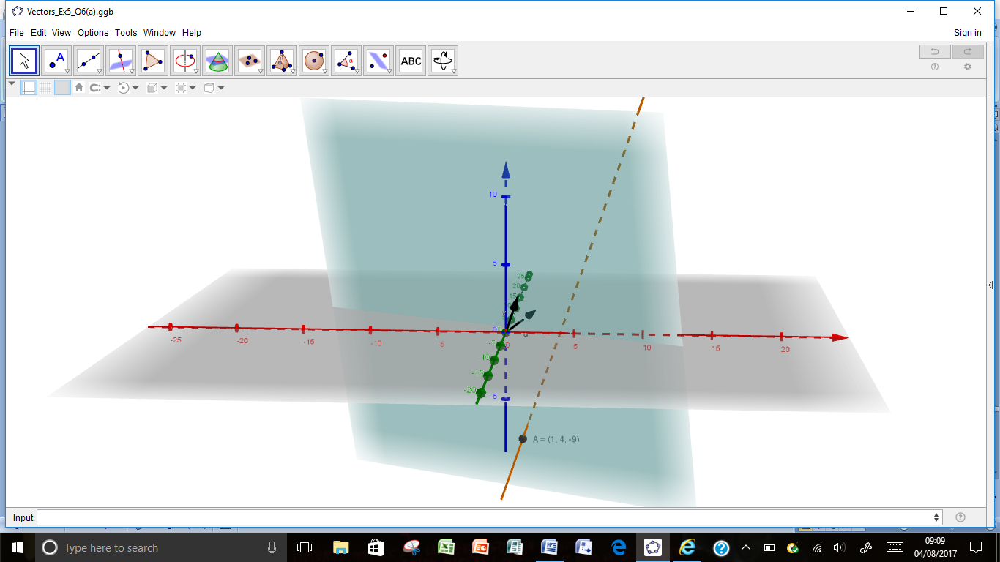 Vectors_Ex5_Q6(a).ggb
File Edit View Options Tools Window Help
Sign in
A
ABC
10
5
25
20
15
0
-25 -20 -15 -10 -5 0 5 10 15 20
-5
-15
-20
-5
A = (1, 4, -9)
Input:
Type here to search
09:09
04/08/2017